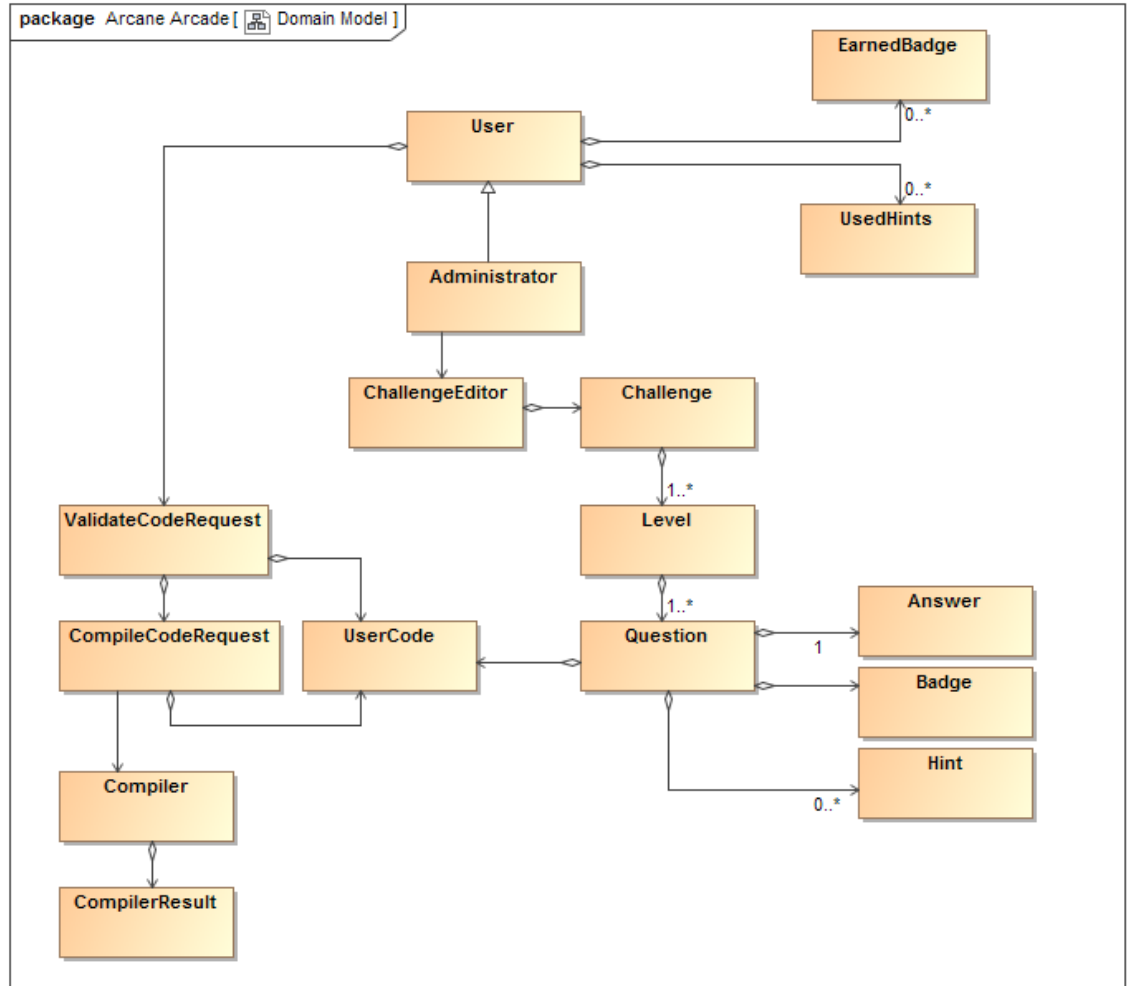 package Arcane Arcade [ Domain Model ]
EarnedBadge
0..*
User
0..*
UsedHints
Administrator
ChallengeEditor
Challenge
1..*
ValidateCodeRequest
Level
1..*
Answer
CompileCodeRequest
UserCode
Question
1
Badge
Hint
0..*
Compiler
CompilerResult